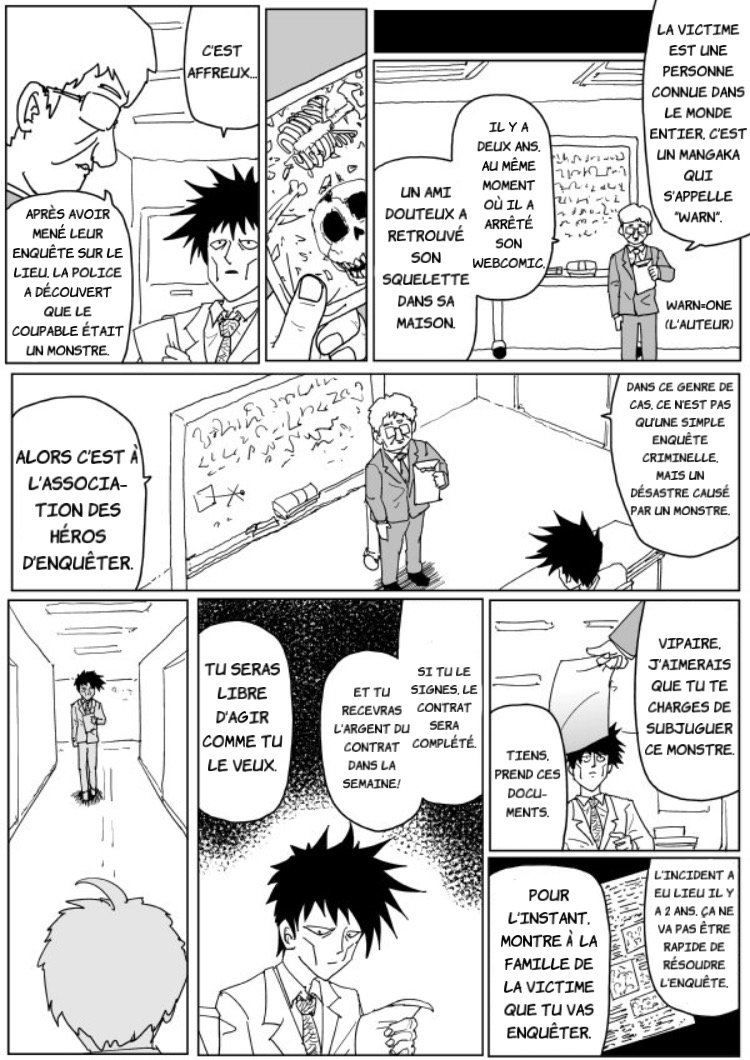 LA VICTIME
EST UNE
PERSONNE
CONNUE DANS
LE MONDE
ENTIER. C'EST
UN MANGAKA
QUI
S'APPELLE
"WARN".
IL Y A
DEUX ANS,
AU MÊME
MOMENT
OÙ IL A
ARRÊTÉ
SON
WEBCOMIC,
UN AMI
DOUTEUX A
RETROUVÉ
SON
SQUELETTE
DANS SA
MAISON.
WARN=ONE
(L'AUTEUR)
C'EST
AFFREUX...
APRÈS AVOIR
MENÉ LEUR
ENQUÊTE SUR LE
LIEU, LA POLICE
A DÉCOUVERT
QUE LE
COUPABLE ÉTAIT
UN MONSTRE.
DANS CE GENRE DE
CAS, CE N'EST PAS
QU'UNE SIMPLE
ENQUÊTE
CRIMINELLE,
MAIS UN
DÉSASTRE CAUSÉ
PAR UN MONSTRE.
ALORS C'EST À
L'ASSOCIA-
TION DES
HÉROS
D'ENQUÊTER.
VIPAIRE,
J'AIMERAIS
QUE TU TE
CHARGES DE
SUBJUGUER
CE MONSTRE.
TIENS,
PREND CES
DOCU-
MENTS.
L'INCIDENT A
EU LIEU IL Y
A 2 ANS. ÇA NE
VA PAS ÊTRE
RAPIDE DE
RÉSOUDRE
L'ENQUÊTE.
POUR
L'INSTANT,
MONTRE À LA
FAMILLE DE
LA VICTIME
QUE TU VAS
ENQUÊTER.
SI TU LE
SIGNES, LE
CONTRAT
SERA
COMPLÉTÉ.
ET TU
RECEVRAS
L'ARGENT DU
CONTRAT
DANS LA
SEMAINE!
TU SERAS
LIBRE
D'AGIR
COMME TU
LE VEUX.